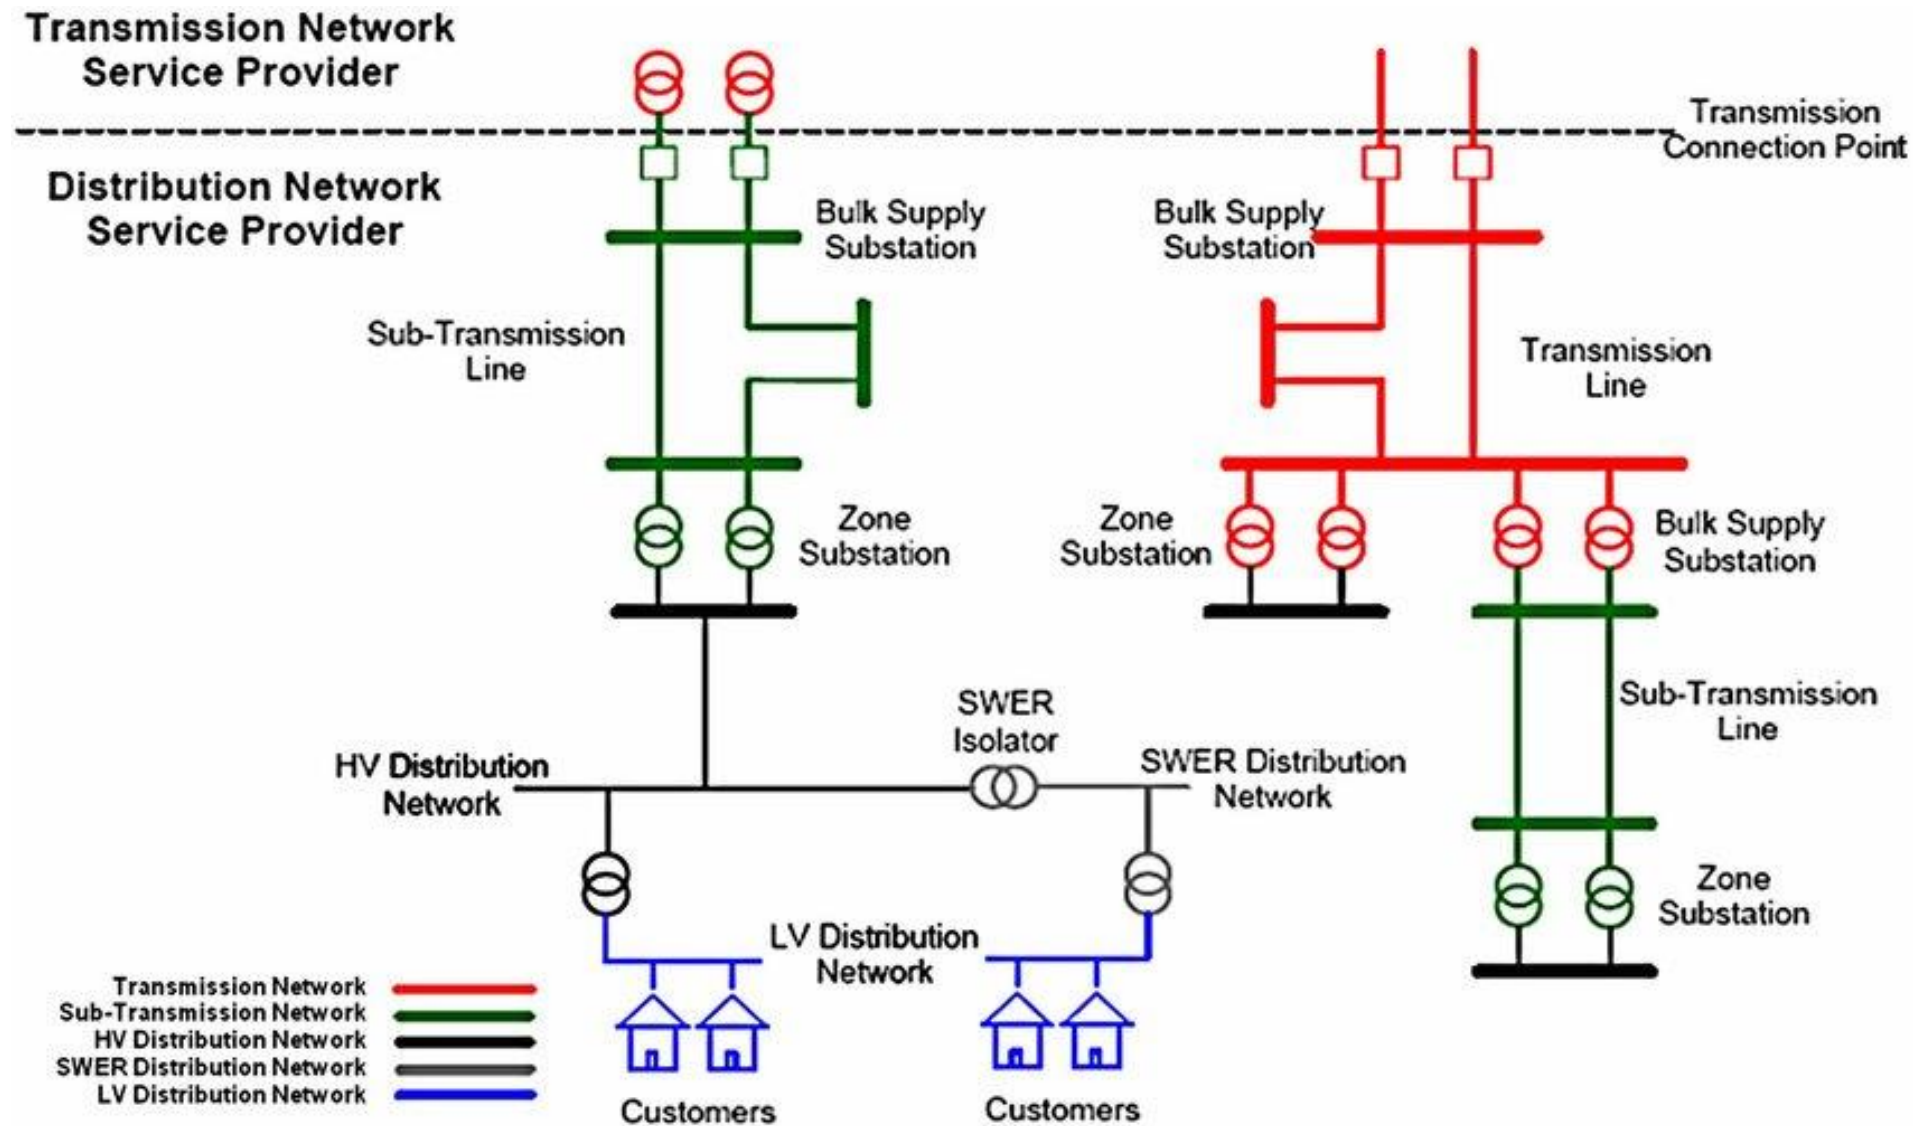 Transmission Network
Service Provider
Transmission
Connection Point
Distribution Network
Service Provider
Bulk Supply
Substation
Bulk Supply
Substation
Sub-Transmission
Line
Transmission
Line
Zone
Substation
Zone
Substation
Bulk Supply
Substation
Sub-Transmission
Line
SWER
Isolator
HV Distribution
Network
SWER Distribution
Network
Zone
Substation
LV Distribution
Network
Transmission Network
Sub-Transmission Network
HV Distribution Network
SWER Distribution Network
LV Distribution Network
Customers
Customers